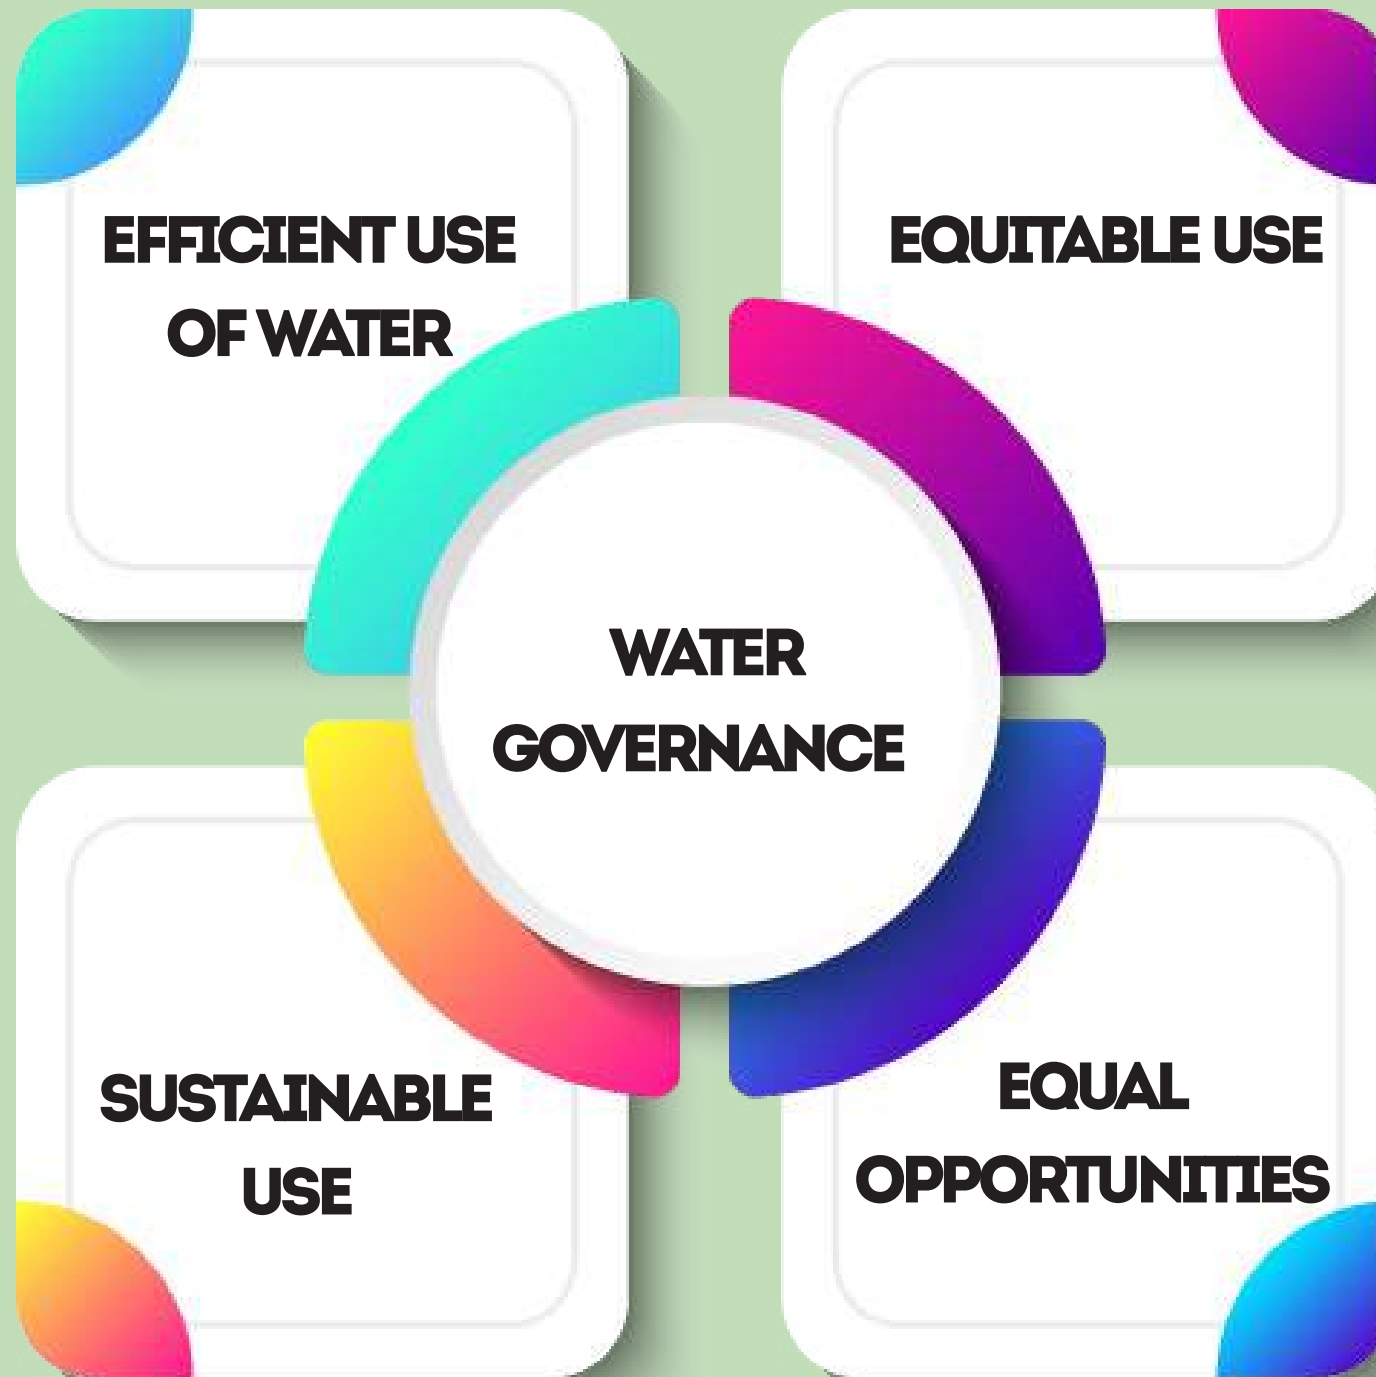 EFFICIENT USE
OF WATER
EQUITABLE USE
WATER
GOVERNANCE
SUSTAINABLE
USE
EQUAL
OPPORTUNITIES